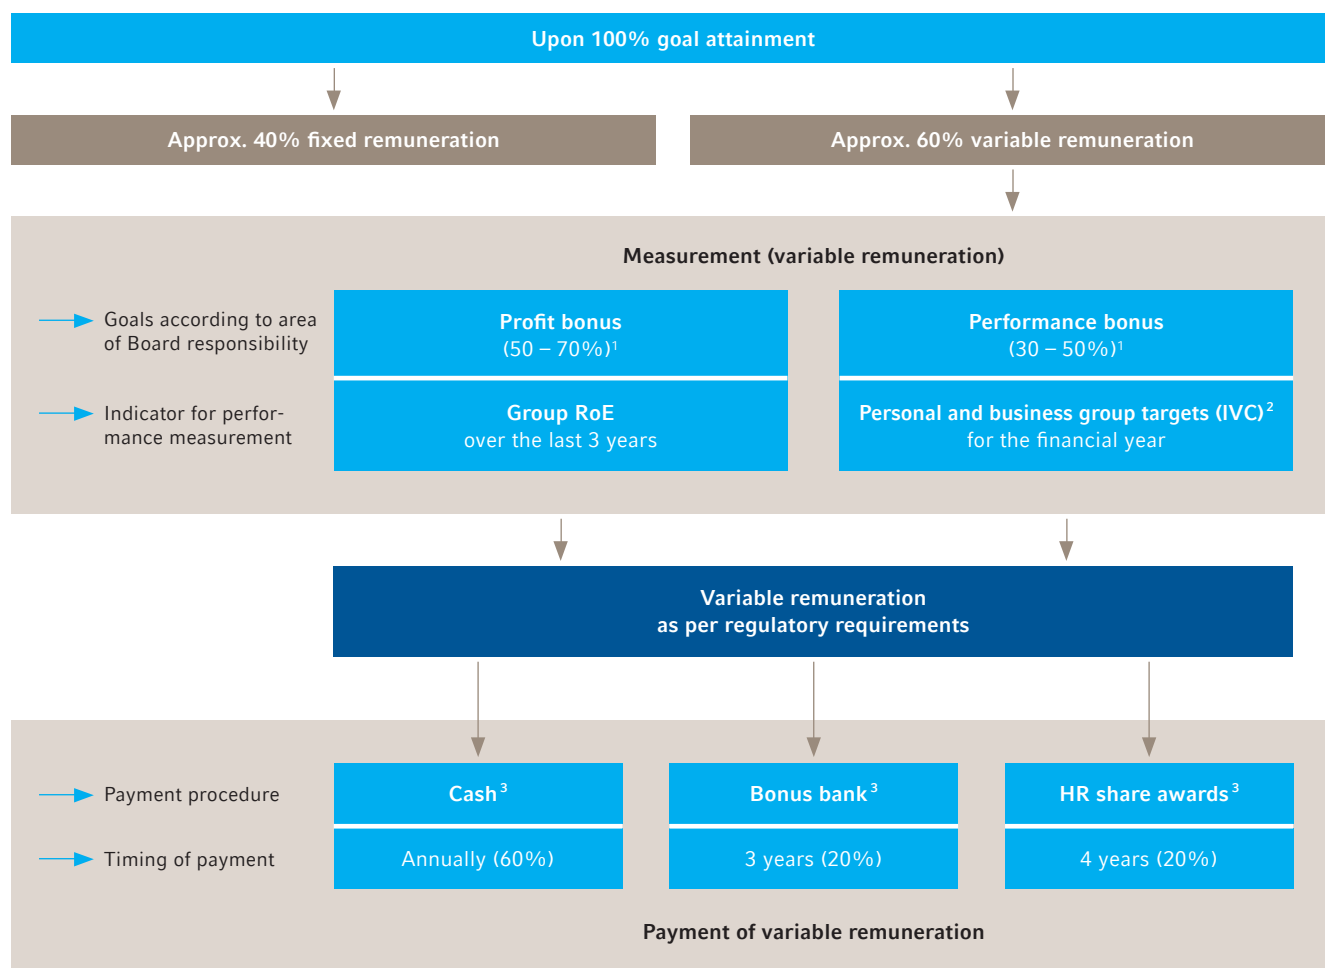 Upon 100% goal attainment
Approx. 40% fixed remuneration
Approx. 60% variable remuneration
Measurement (variable remuneration)
Goals according to area
of Board responsibility
Profit bonus
(50 – 70%)¹
Performance bonus
(30 – 50%)¹
Indicator for perfor-
mance measurement
Group RoE
over the last 3 years
Personal and business group targets (IVC)²
for the financial year
Variable remuneration
as per regulatory requirements
Payment procedure
Cash³
Bonus bank³
HR share awards³
Timing of payment
Annually (60%)
3 years (20%)
4 years (20%)
Payment of variable remuneration